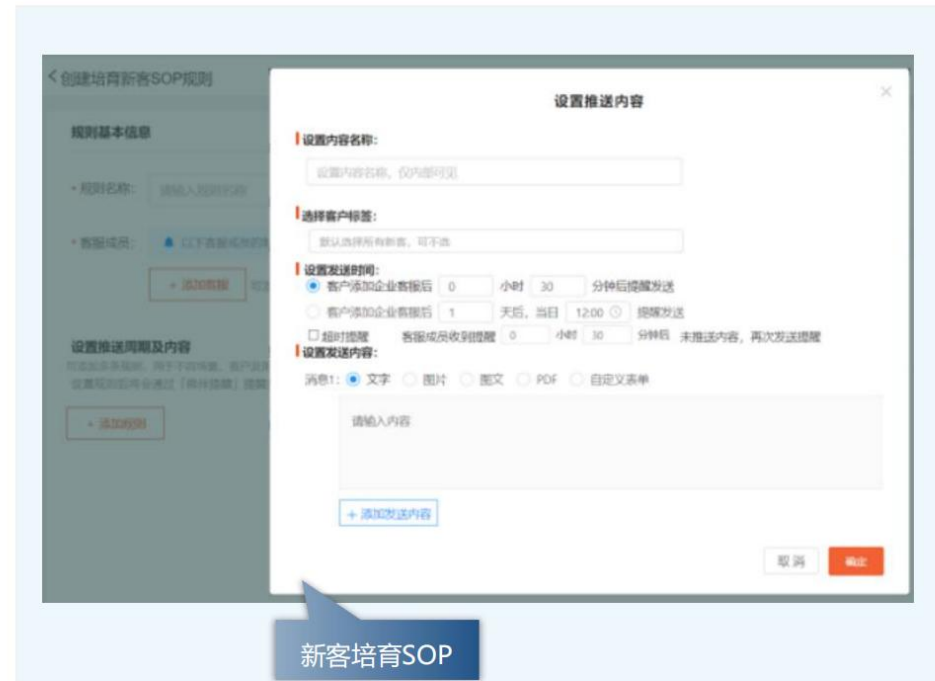 创建培育新客SOP规则
规则基本信息
* 规则名称: 请输入规则名称
* 客服成员:
+ 添加客服
设置推送周期及内容
+ 添加规则
设置推送内容
设置内容名称:
设置内容名称，仅内部可见
选择客户标签:
默认选择所有新客，可不选
设置发送时间:
客户添加企业客服后 0 小时 30 分钟后提醒发送
客户添加企业客服后 1 天后，当日 12:00 提醒发送
超时提醒 客服成员收到提醒 0 小时 30 分钟后 未推送内容，再次发送提醒
设置发送内容:
消息1: 文字 图片 图文 PDF 自定义表单
请输入内容
+ 添加发送内容
取消 确定
新客培育SOP